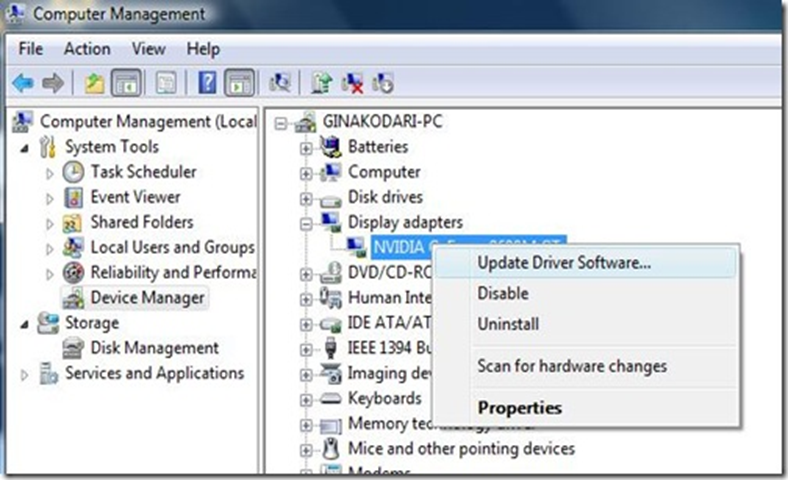 Computer Management
File Action View Help
Computer Management (Local
System Tools
Task Scheduler
Event Viewer
Shared Folders
Local Users and Groups
Reliability and Performa
Device Manager
Storage
Disk Management
Services and Applications
GINAKODARI-PC
Batteries
Computer
Disk drives
Display adapters
NVIDIA
DVD/CD-RO
Human Inte
IDE ATA/AT
IEEE 1394 Bu
Imaging dev
Keyboards
Memory technology driver
Mice and other pointing devices
Modems
Update Driver Software...
Disable
Uninstall
Scan for hardware changes
Properties